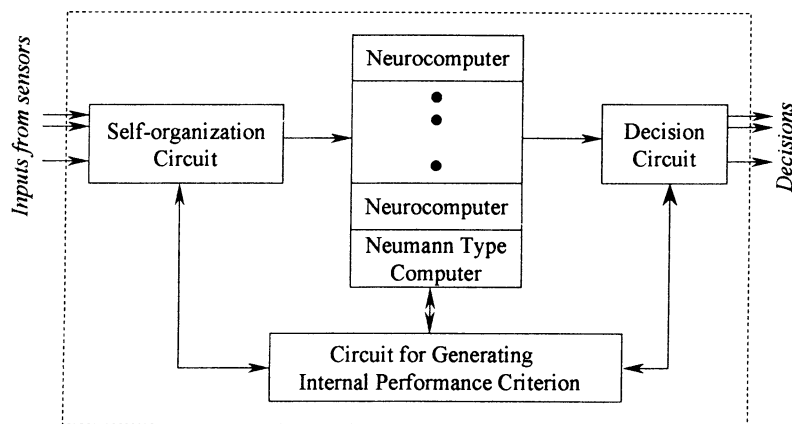 Inputs from sensors
Self-organization
Circuit
Neurocomputer
Neurocomputer
Neumann Type
Computer
Decision
Circuit
Decisions
Circuit for Generating
Internal Performance Criterion